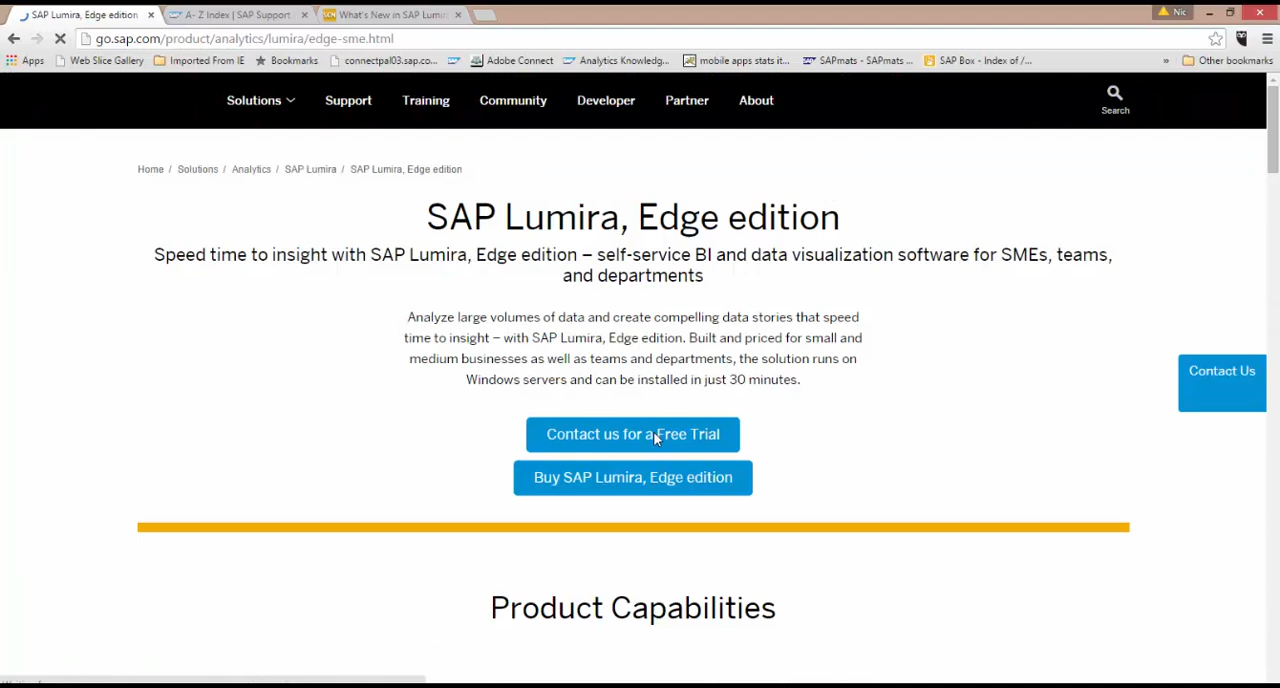 SAP Lumira, Edge edition
A- Z Index | SAP Support
What's New in SAP Lumira
Nic
go.sap.com/product/analytics/lumira/edge-sme.html
Apps
Web Slice Gallery
Imported From IE
Bookmarks
connectpal03.sap.co...
Adobe Connect
Analytics Knowledg...
mobile apps stats it...
SAPmats - SAPmats ...
SAP Box - Index of /...
»
Other bookmarks
Solutions
Support
Training
Community
Developer
Partner
About
Search
Home / Solutions / Analytics / SAP Lumira / SAP Lumira, Edge edition
SAP Lumira, Edge edition
Speed time to insight with SAP Lumira, Edge edition – self-service BI and data visualization software for SMEs, teams,
and departments
Analyze large volumes of data and create compelling data stories that speed
time to insight – with SAP Lumira, Edge edition. Built and priced for small and
medium businesses as well as teams and departments, the solution runs on
Windows servers and can be installed in just 30 minutes.
Contact Us
Contact us for a Free Trial
Buy SAP Lumira, Edge edition
Product Capabilities